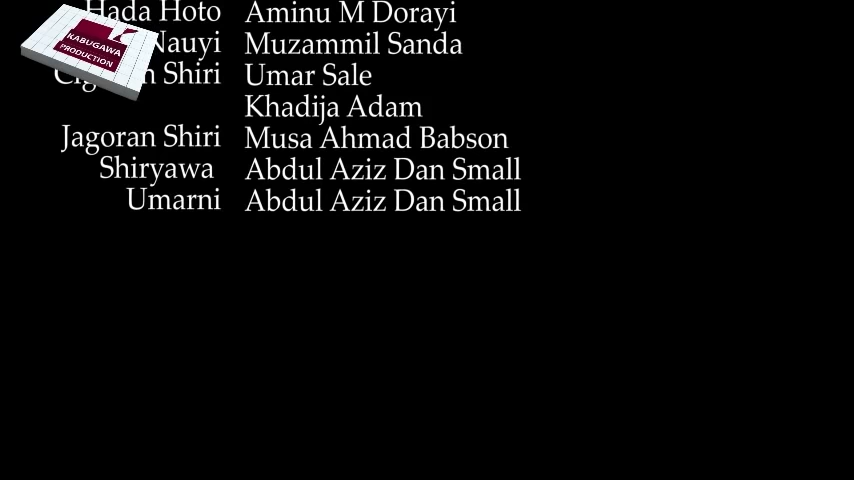 Hada Hoto Aminu M Dorayi
Nauyi Muzammil Sanda
Shiri Umar Sale
Khadija Adam
Jagoran Shiri Musa Ahmad Babson
Shiryawa Abdul Aziz Dan Small
Umarni Abdul Aziz Dan Small
KABUGAWA
PRODUCTION